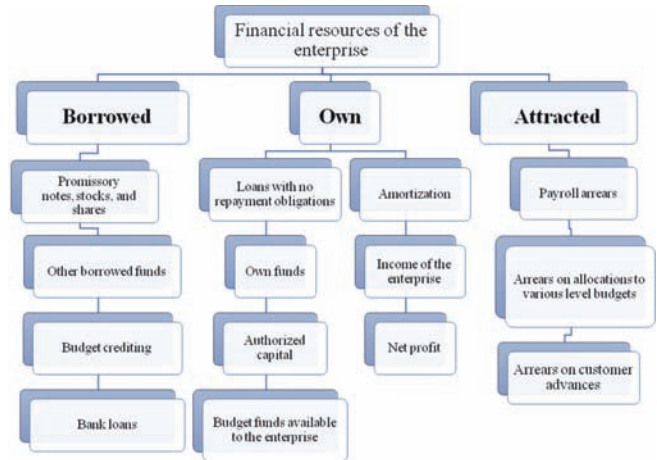 Financial resources of the
enterprise
Borrowed
Own
Attracted
Promissory
notes, stocks, and
shares
Loans with no
repayment obligations
Amortization
Payroll arrears
Other borrowed funds
Own funds
Income of the
enterprise
Arrears on allocations to
various level budgets
Budget crediting
Authorized
capital
Net profit
Arrears on customer
advances
Bank loans
Budget funds available
to the enterprise